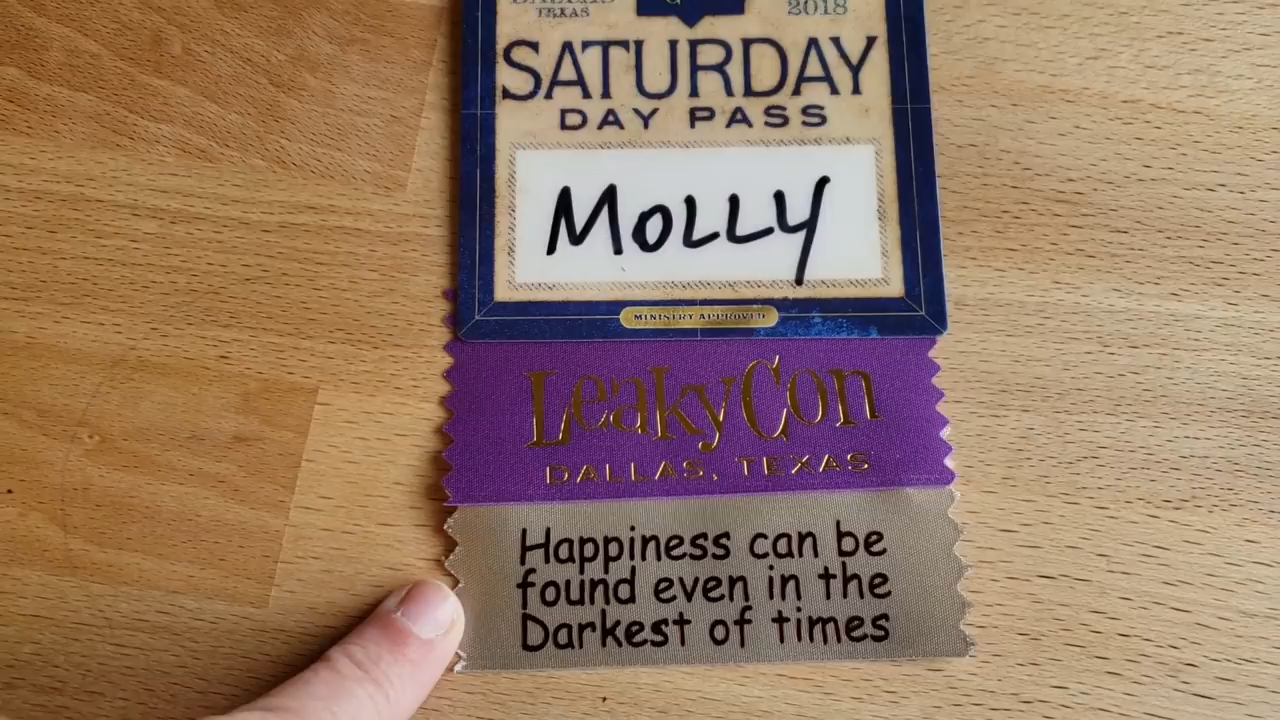 TEXAS
2018
SATURDAY
DAY PASS
MOLLY
MINISTRY APPROVED
LeakyCon
DALLAS, TEXAS
Happiness can be
found even in the
Darkest of times